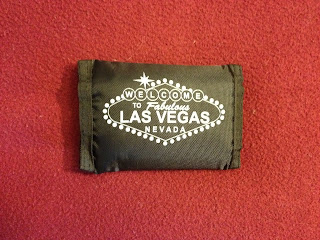 WELCOME
TO Fabulous
LAS VEGAS
NEVADA